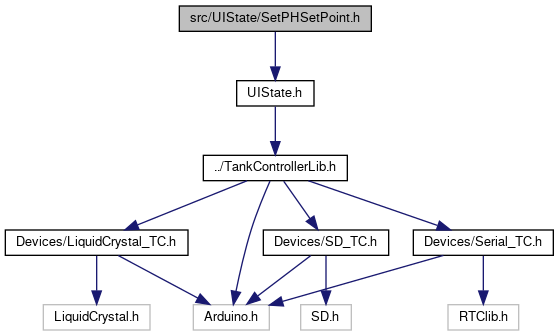 src/UIState/SetPHSetPoint.h
UIState.h
../TankControllerLib.h
Devices/LiquidCrystal_TC.h
Devices/SD_TC.h
Devices/Serial_TC.h
LiquidCrystal.h
Arduino.h
SD.h
RTClib.h